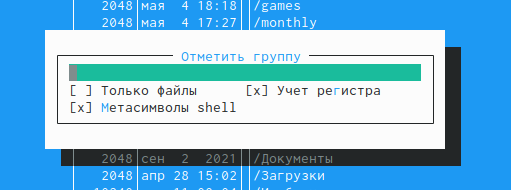 2048 мая 4 18:18 /games
2048 мая 4 17:27 /monthly
Отметить группу
[ ] Только файлы [x] Учет регистра
[x] Метасимволы shell
2048 сен 2 2021 /Документы
2048 апр 28 15:02 /Загрузки